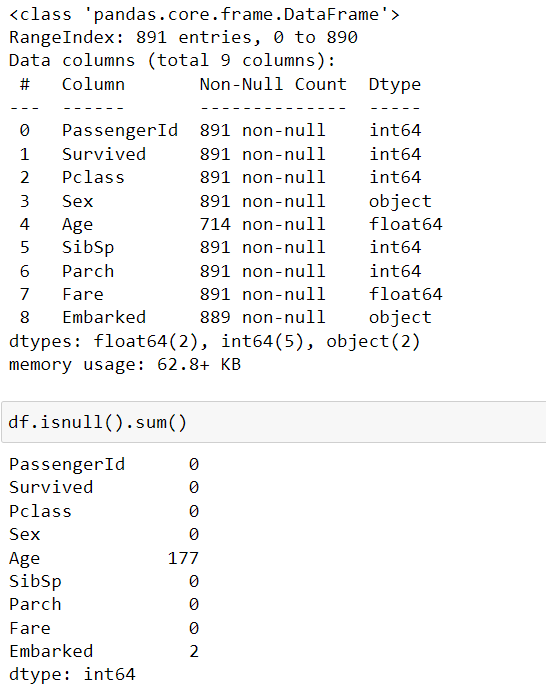 <class 'pandas.core.frame.DataFrame'>
RangeIndex: 891 entries, 0 to 890
Data columns (total 9 columns):
 #   Column       Non-Null Count  Dtype
---  ------       --------------  -----
 0   PassengerId  891 non-null    int64
 1   Survived     891 non-null    int64
 2   Pclass       891 non-null    int64
 3   Sex          891 non-null    object
 4   Age          714 non-null    float64
 5   SibSp        891 non-null    int64
 6   Parch        891 non-null    int64
 7   Fare         891 non-null    float64
 8   Embarked     889 non-null    object
dtypes: float64(2), int64(5), object(2)
memory usage: 62.8+ KB
df.isnull().sum()
PassengerId      0
Survived         0
Pclass           0
Sex              0
Age            177
SibSp            0
Parch            0
Fare             0
Embarked         2
dtype: int64